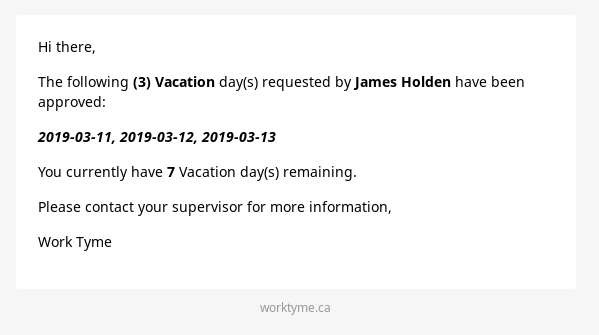 Hi there,
The following (3) Vacation day(s) requested by James Holden have been
approved:
2019-03-11, 2019-03-12, 2019-03-13
You currently have 7 Vacation day(s) remaining.
Please contact your supervisor for more information,
Work Tyme
worktyme.ca